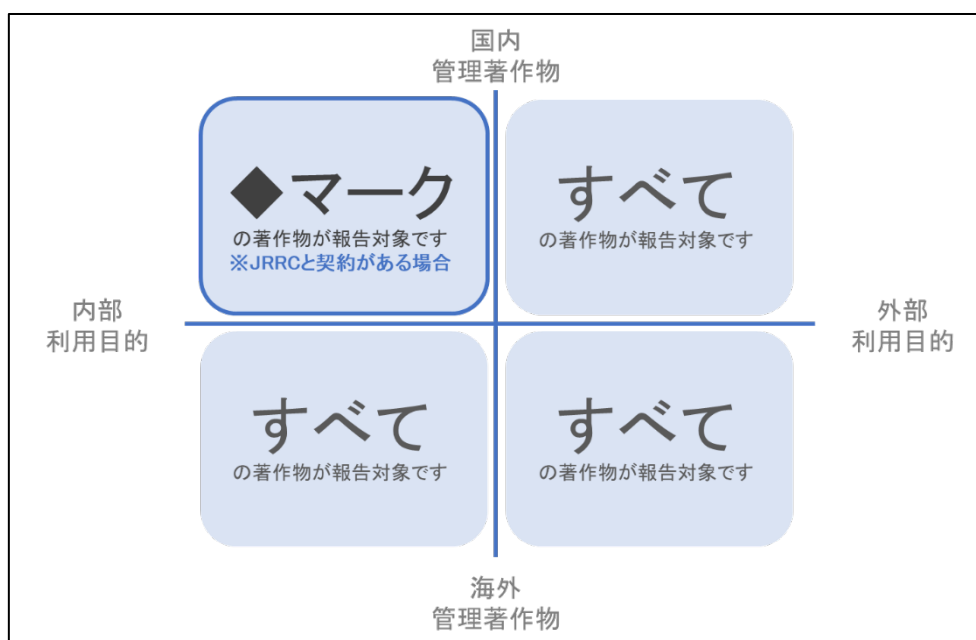 国内
管理著作物
◆マーク
の著作物が報告対象です
※JRRCと契約がある場合
すべて
の著作物が報告対象です
内部
利用目的
外部
利用目的
すべて
の著作物が報告対象です
すべて
の著作物が報告対象です
海外
管理著作物